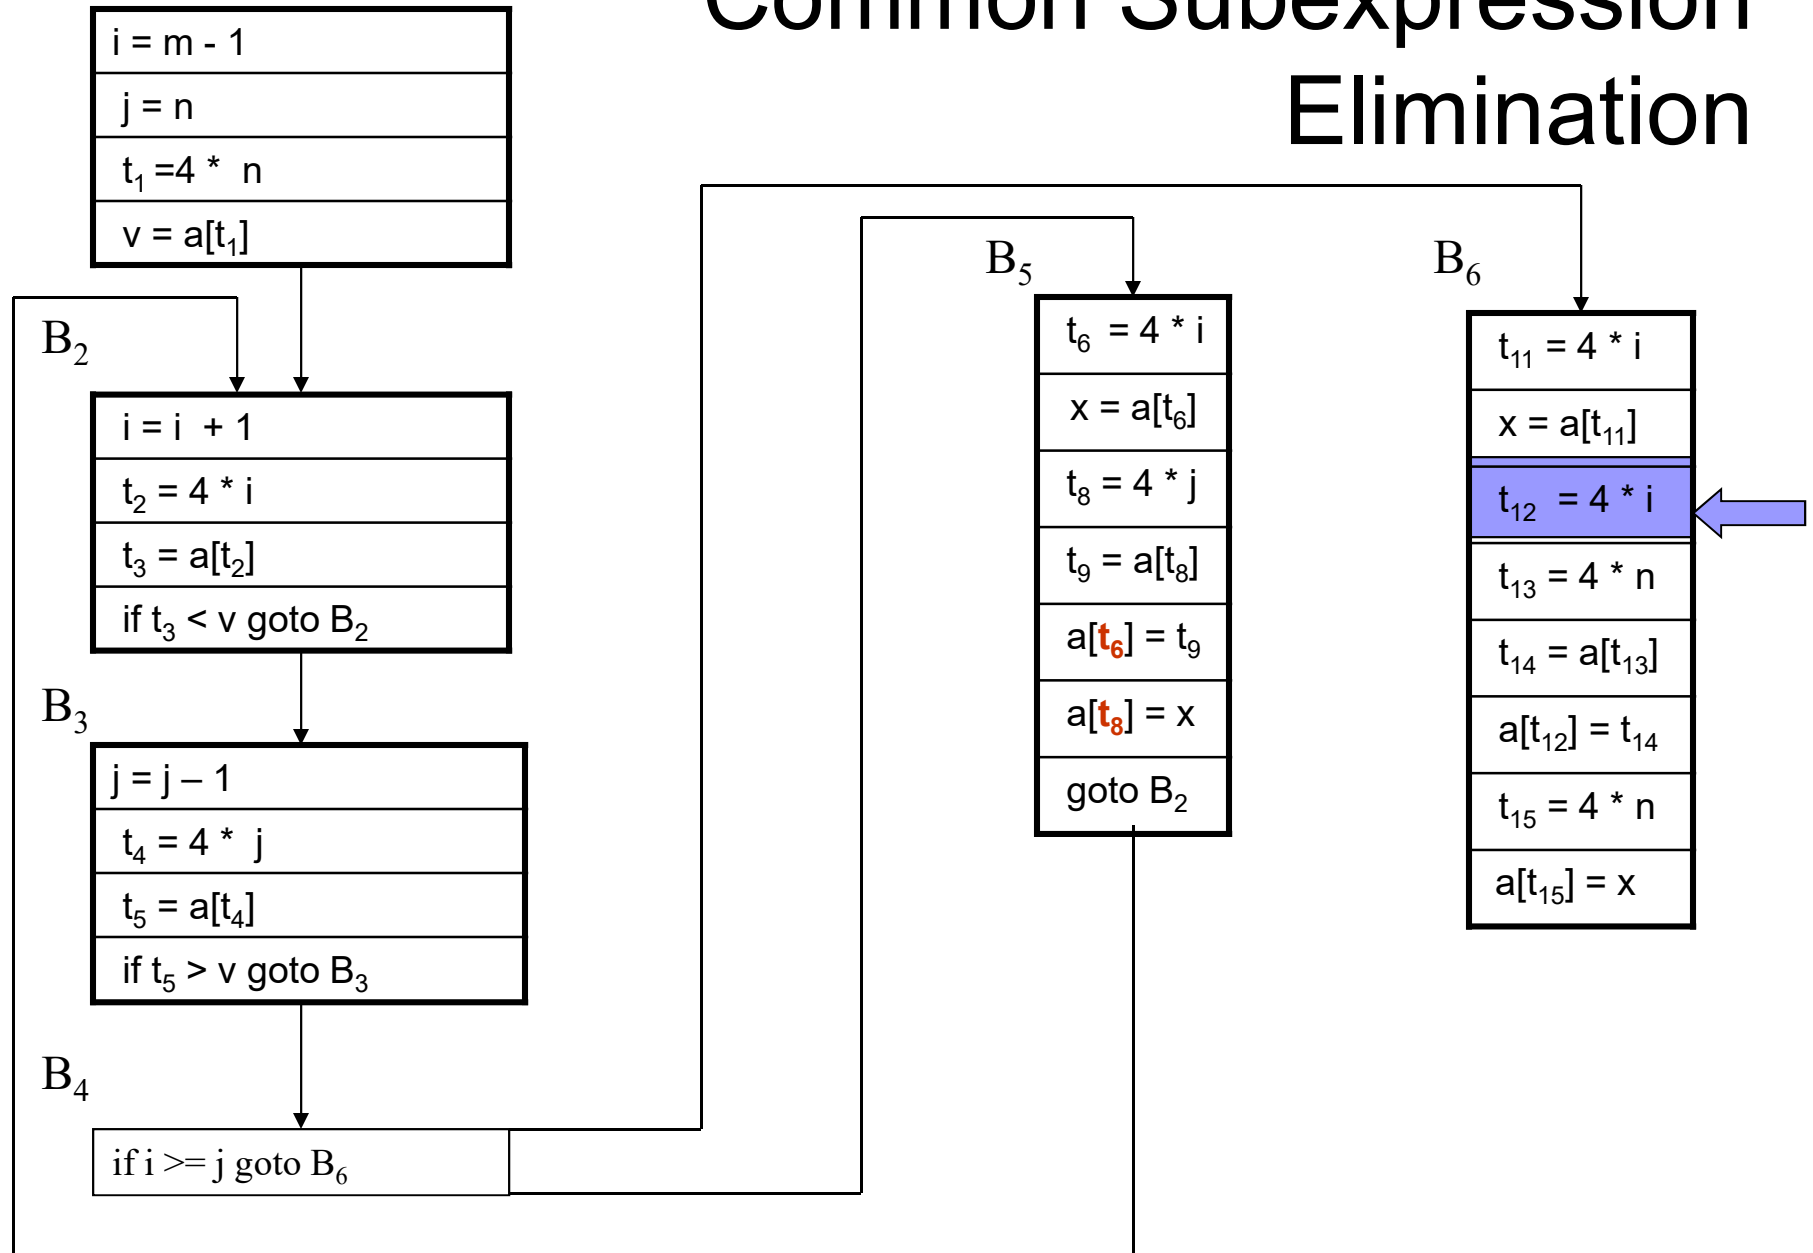 Common Subexpression
Elimination
i = m - 1
j = n
t₁ =4 * n
v = a[t₁]
B₂
i = i + 1
t₂ = 4 * i
t₃ = a[t₂]
if t₃ < v goto B₂
B₃
j = j – 1
t₄ = 4 * j
t₅ = a[t₄]
if t₅ > v goto B₃
B₄
if i >= j goto B₆
B₅
t₆ = 4 * i
x = a[t₆]
t₈ = 4 * j
t₉ = a[t₈]
a[t₆] = t₉
a[t₈] = x
goto B₂
B₆
t₁₁ = 4 * i
x = a[t₁₁]
t₁₂ = 4 * i
t₁₃ = 4 * n
t₁₄ = a[t₁₃]
a[t₁₂] = t₁₄
t₁₅ = 4 * n
a[t₁₅] = x